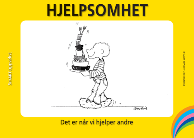 HJELPSOMHET
Det er når vi hjelper andre